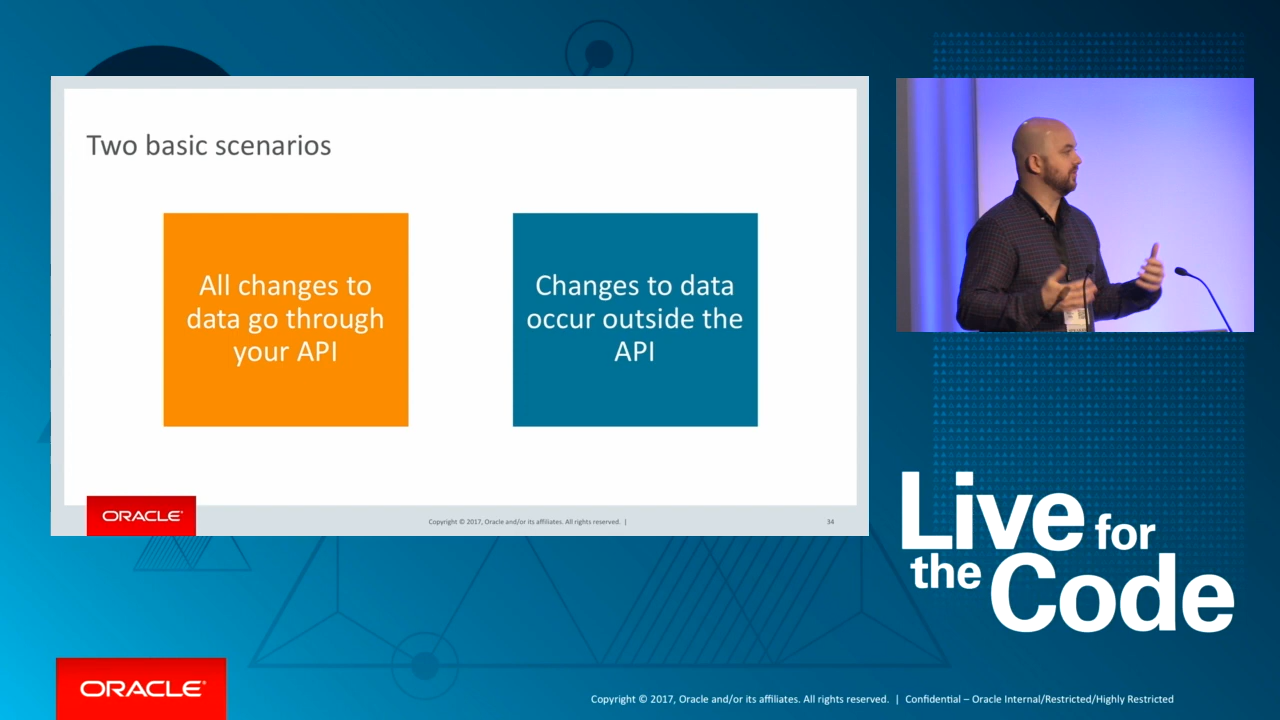 Two basic scenarios
All changes to
data go through
your API
Changes to data
occur outside the
API
ORACLE®
Copyright © 2017, Oracle and/or its affiliates. All rights reserved. |
34
Live for
the Code
ORACLE®
Copyright © 2017, Oracle and/or its affiliates. All rights reserved. | Confidential – Oracle Internal/Restricted/Highly Restricted